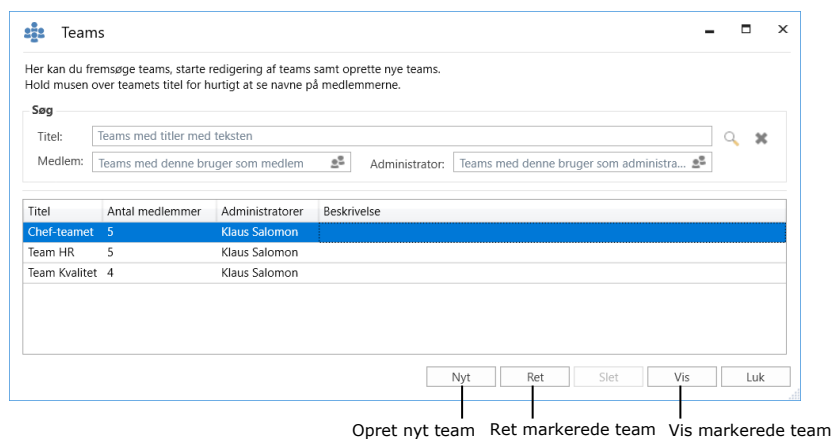 Teams
Her kan du fremsøge teams, starte redigering af teams samt oprette nye teams.
Hold musen over teamets titel for hurtigt at se navne på medlemmerne.
Søg
Titel: Teams med titler med teksten
Medlem: Teams med denne bruger som medlem Administrator: Teams med denne bruger som administra...
Titel Antal medlemmer Administratorer Beskrivelse
Chef-teamet 5 Klaus Salomon
Team HR 5 Klaus Salomon
Team Kvalitet 4 Klaus Salomon
Nyt Ret Slet Vis Luk
Opret nyt team Ret markerede team Vis markerede team